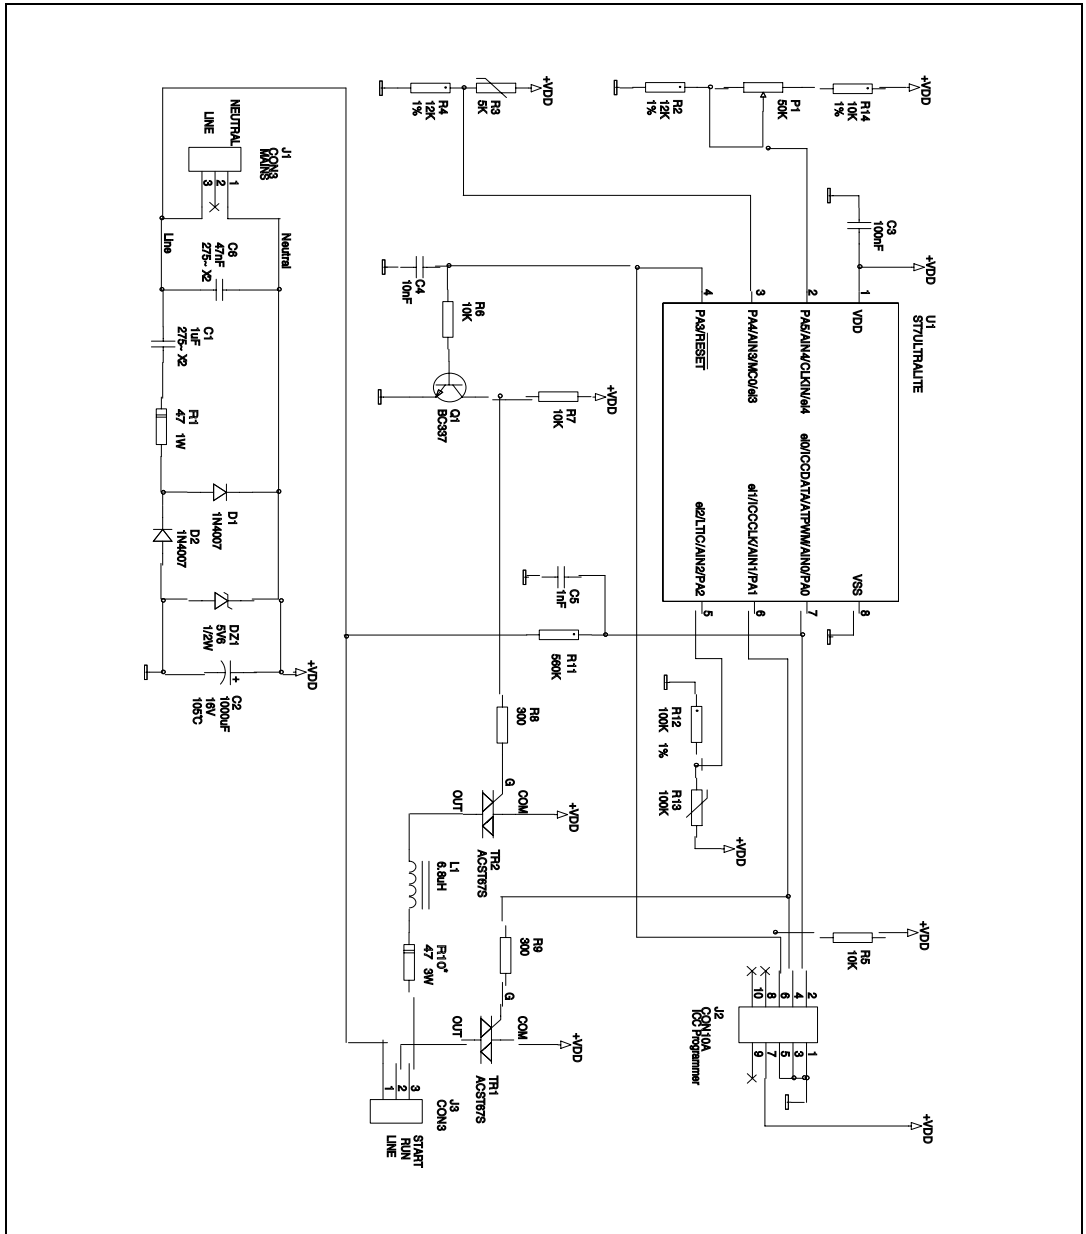 +VDD
R14
10K
1%
P1
50K
R2
12K
1%
+VDD
R3
5K
R4
12K
1%
C3
100nF
+VDD
U1
ST7ULTRALITE
1
2
3
4
VDD
PA5/AIN4/CLKIN/ei4
PA4/AIN3/MC0/ei3
PA3/RESET
VSS
ei0/ICCDATA/ATPWM/AIN0/PA0
ei1/ICCCLK/AIN1/PA1
ei2/LTIC/AIN2/PA2
8
7
6
5
C4
10nF
R6
10K
Q1
BC337
R7
10K
+VDD
J1
CON3
MAINS
NEUTRAL
LINE
1
2
3
Neutral
Line
C6
47nF
275~ X2
C1
1uF
275~ X2
R1
47 1W
D1
1N4007
D2
1N4007
DZ1
5V6
1/2W
+VDD
+
C2
1000uF
16V
105℃
C5
1nF
R11
560K
R12
100K 1%
R13
100K
+VDD
R8
300
G
OUT
COM
+VDD
TR2
ACST67S
L1
6.8uH
R10*
47 3W
R9
300
G
OUT
COM
+VDD
TR1
ACST67S
J3
CON3
3
2
1
START
RUN
LINE
+VDD
R5
10K
2
4
6
8
10
1
3
5
7
9
J2
CON10A
ICC Programmer
+VDD